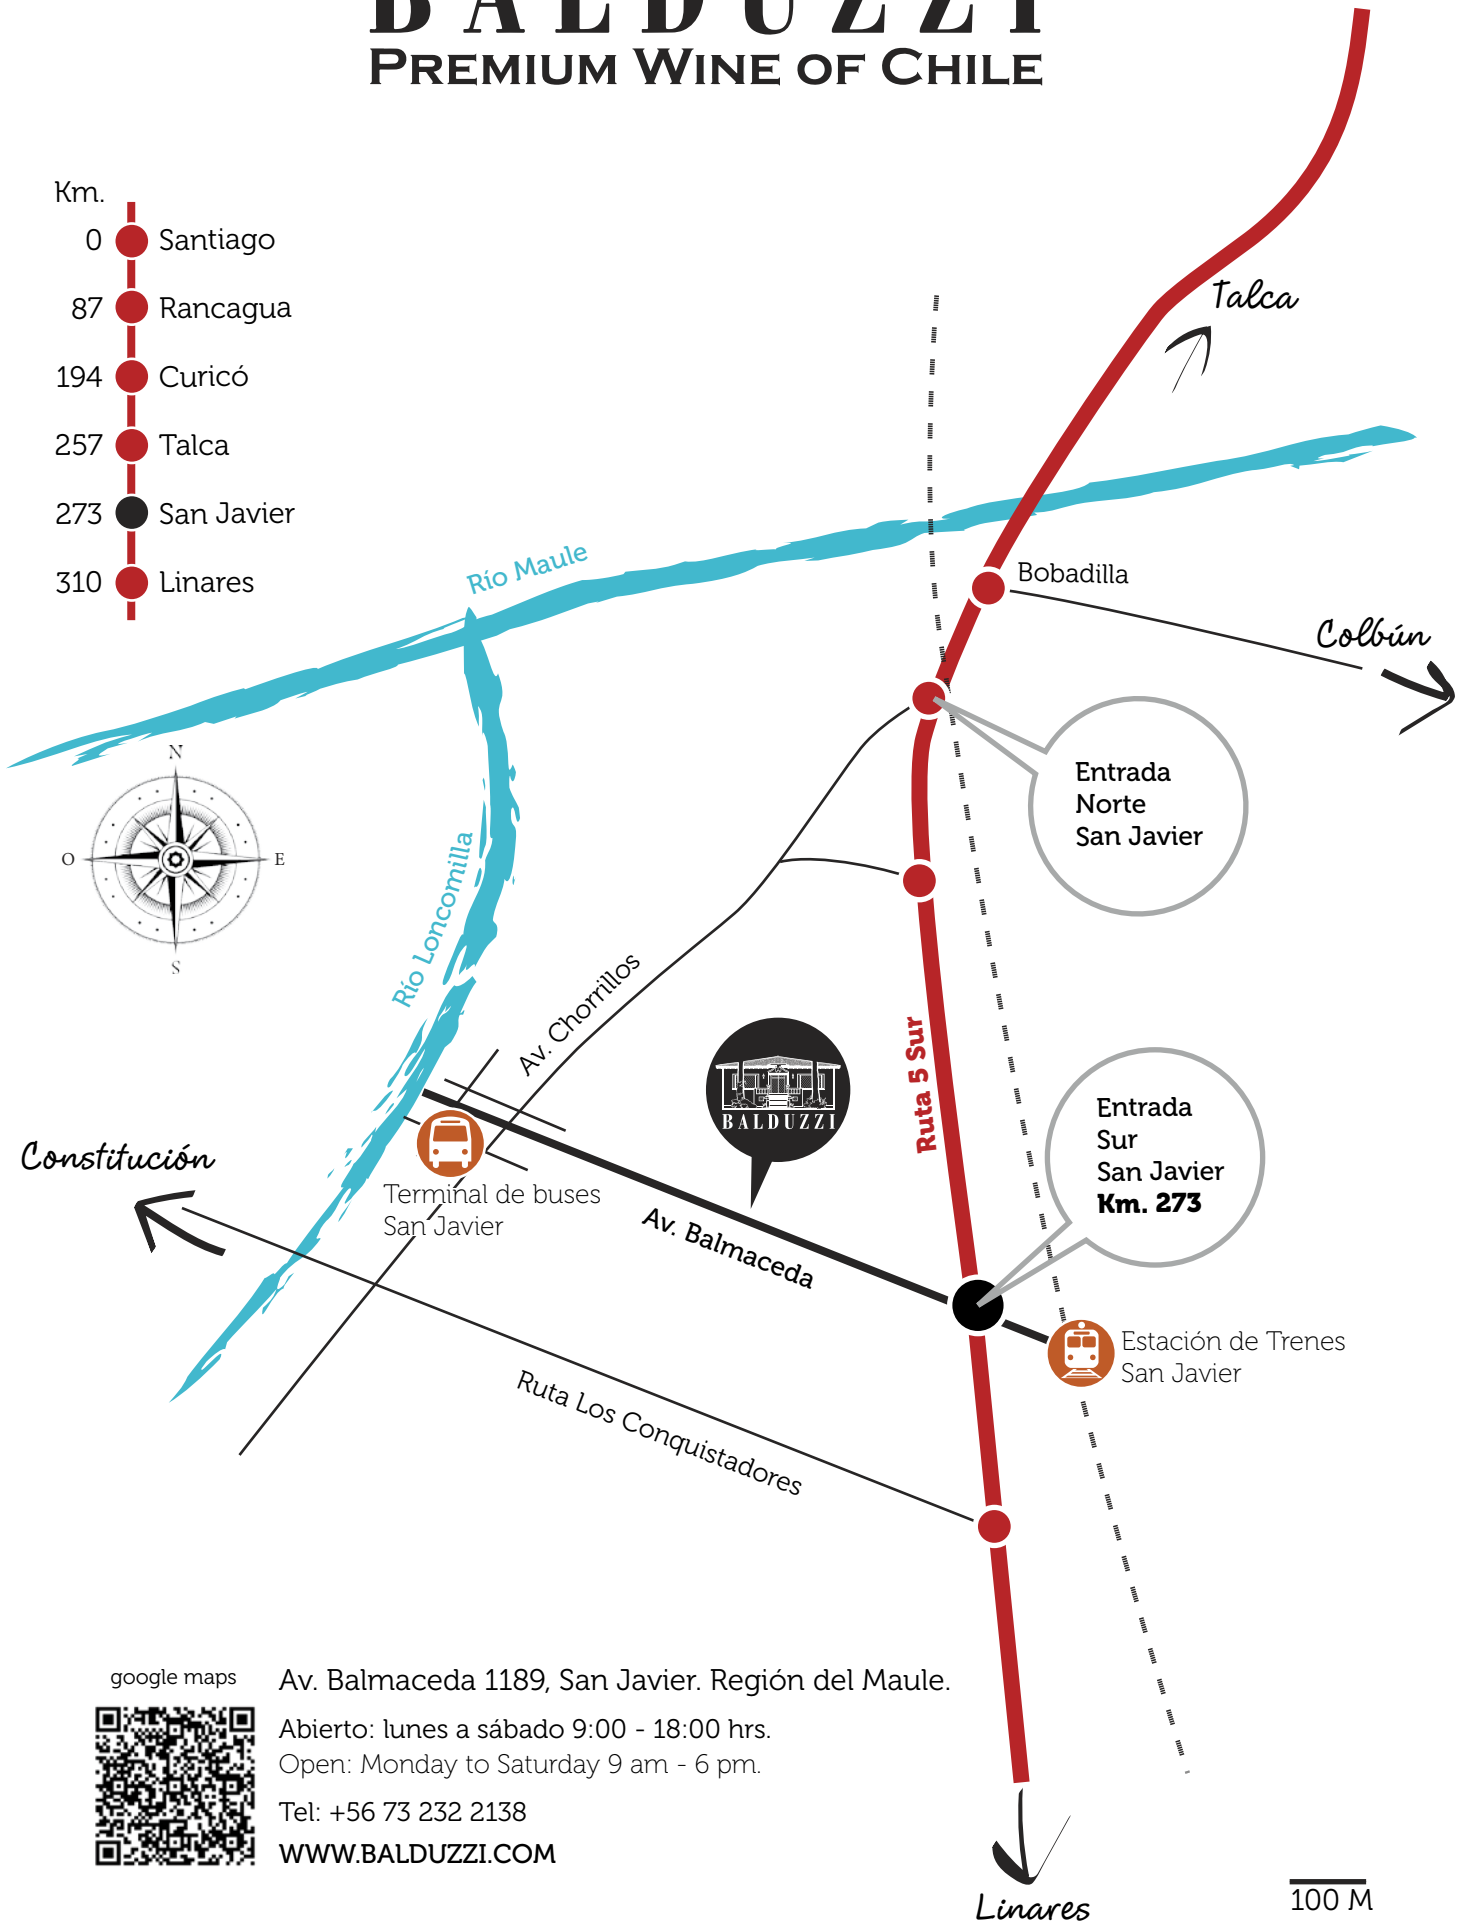 BALDUZZI
PREMIUM WINE OF CHILE
Km.
0 Santiago
87 Rancagua
194 Curicó
257 Talca
273 San Javier
310 Linares
Talca
Río Maule
Bobadilla
Colbún
Entrada
Norte
San Javier
N
O
E
S
Río Loncomilla
Av. Chorrillos
BALDUZZI
Ruta 5 Sur
Entrada
Sur
San Javier
Km. 273
Constitución
Terminal de buses
San Javier
Av. Balmaceda
Estación de Trenes
San Javier
Ruta Los Conquistadores
google maps
Av. Balmaceda 1189, San Javier. Región del Maule.
Abierto: lunes a sábado 9:00 - 18:00 hrs.
Open: Monday to Saturday 9 am - 6 pm.
Tel: +56 73 232 2138
WWW.BALDUZZI.COM
Linares
100 M